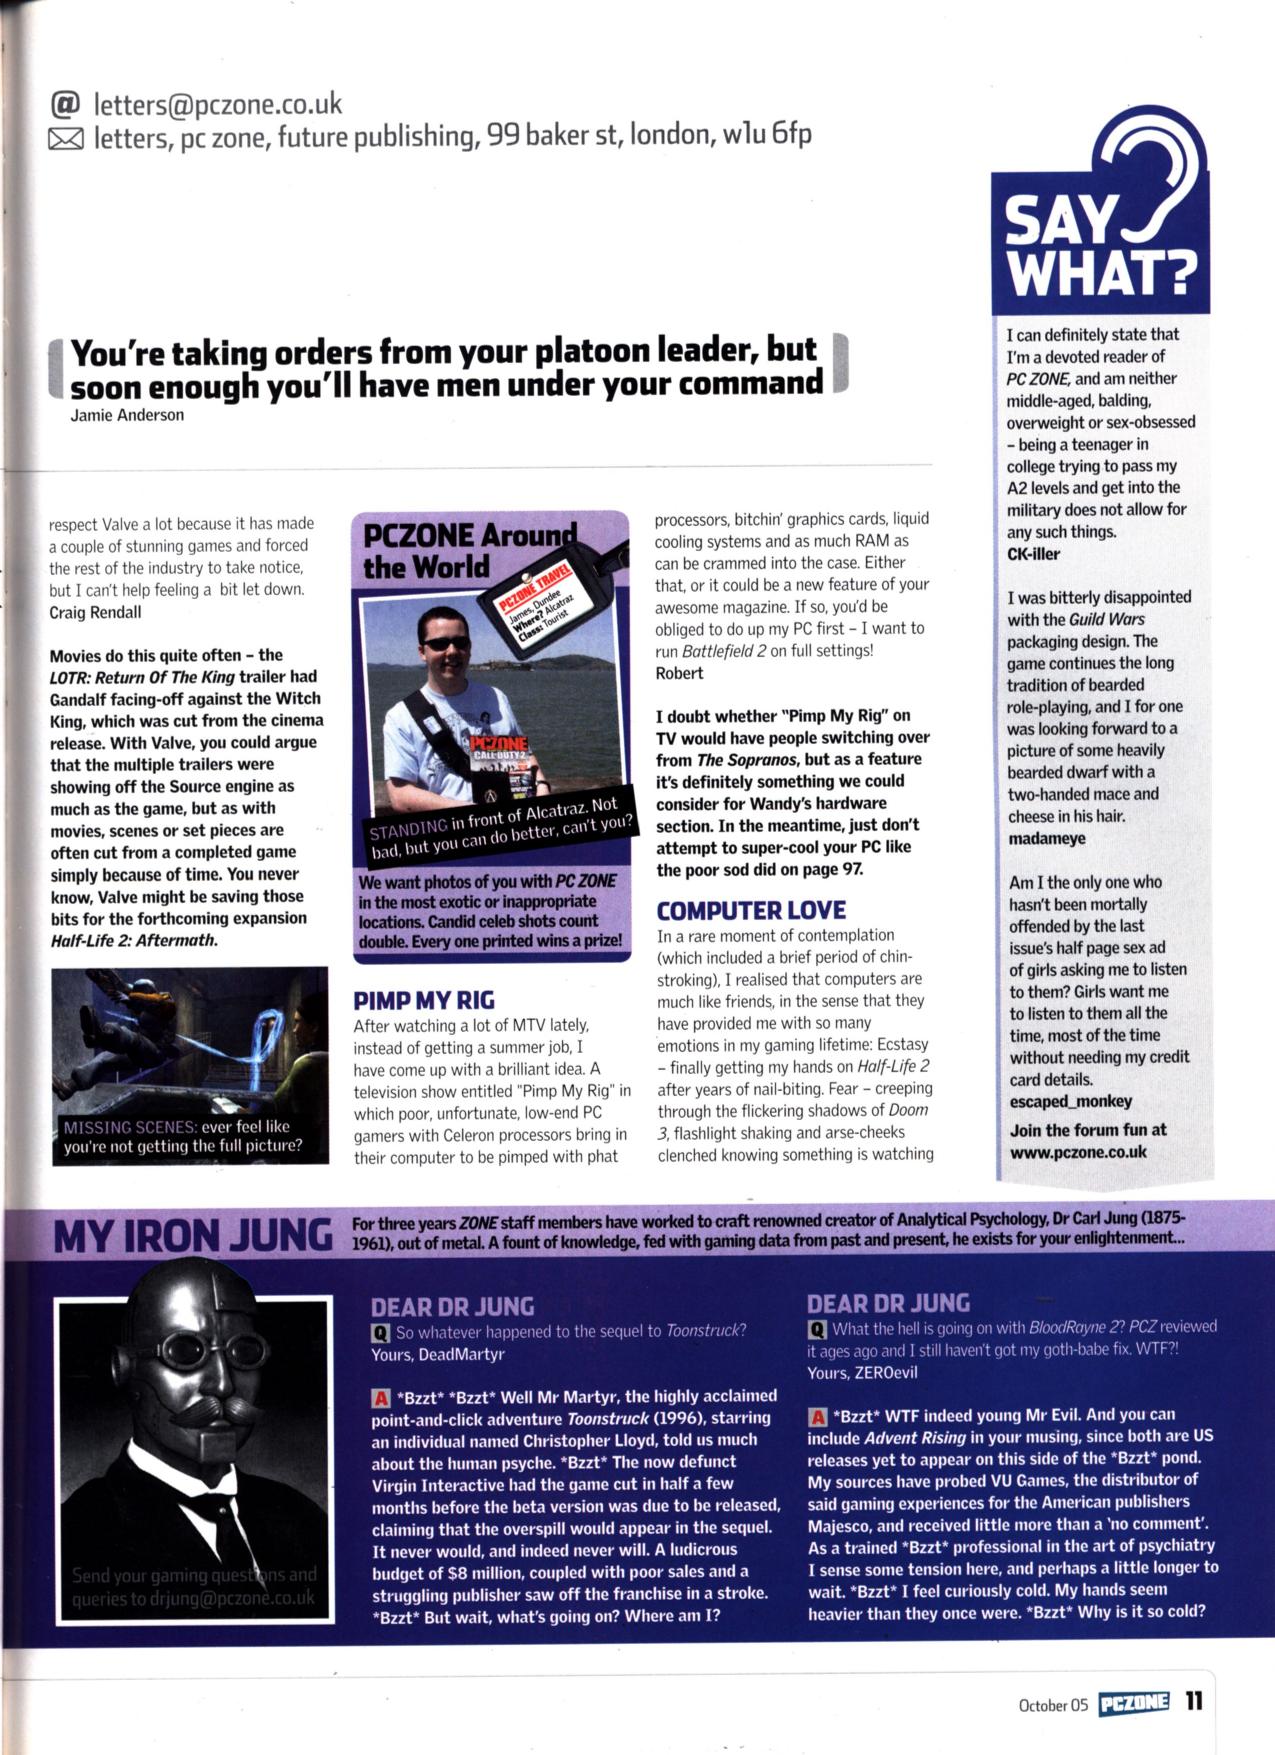 @ letters@pczone.co.uk
letters, pc zone, future publishing, 99 baker st, london, w1u 6fp
You're taking orders from your platoon leader, but
soon enough you'll have men under your command
Jamie Anderson
respect Valve a lot because it has made
a couple of stunning games and forced
the rest of the industry to take notice,
but I can't help feeling a bit let down.
Craig Rendall
Movies do this quite often – the
LOTR: Return Of The King trailer had
Gandalf facing-off against the Witch
King, which was cut from the cinema
release. With Valve, you could argue
that the multiple trailers were
showing off the Source engine as
much as the game, but as with
movies, scenes or set pieces are
often cut from a completed game
simply because of time. You never
know, Valve might be saving those
bits for the forthcoming expansion
Half-Life 2: Aftermath.
MISSING SCENES: ever feel like
you're not getting the full picture?
PCZONE Around
the World
PCZONE TRAVEL
James, Dundee
Where? Alcatraz
Class: Tourist
PCZONE
CALL OF DUTY 2
STANDING in front of Alcatraz. Not
bad, but you can do better, can't you?
We want photos of you with PC ZONE
in the most exotic or inappropriate
locations. Candid celeb shots count
double. Every one printed wins a prize!
PIMP MY RIG
After watching a lot of MTV lately,
instead of getting a summer job, I
have come up with a brilliant idea. A
television show entitled "Pimp My Rig" in
which poor, unfortunate, low-end PC
gamers with Celeron processors bring in
their computer to be pimped with phat
processors, bitchin' graphics cards, liquid
cooling systems and as much RAM as
can be crammed into the case. Either
that, or it could be a new feature of your
awesome magazine. If so, you'd be
obliged to do up my PC first – I want to
run Battlefield 2 on full settings!
Robert
I doubt whether "Pimp My Rig" on
TV would have people switching over
from The Sopranos, but as a feature
it's definitely something we could
consider for Wandy's hardware
section. In the meantime, just don't
attempt to super-cool your PC like
the poor sod did on page 97.
COMPUTER LOVE
In a rare moment of contemplation
(which included a brief period of chin-
stroking), I realised that computers are
much like friends, in the sense that they
have provided me with so many
emotions in my gaming lifetime: Ecstasy
– finally getting my hands on Half-Life 2
after years of nail-biting. Fear – creeping
through the flickering shadows of Doom
3, flashlight shaking and arse-cheeks
clenched knowing something is watching
SAY
WHAT?
I can definitely state that
I'm a devoted reader of
PC ZONE, and am neither
middle-aged, balding,
overweight or sex-obsessed
– being a teenager in
college trying to pass my
A2 levels and get into the
military does not allow for
any such things.
CK-iller
I was bitterly disappointed
with the Guild Wars
packaging design. The
game continues the long
tradition of bearded
role-playing, and I for one
was looking forward to a
picture of some heavily
bearded dwarf with a
two-handed mace and
cheese in his hair.
madameye
Am I the only one who
hasn't been mortally
offended by the last
issue's half page sex ad
of girls asking me to listen
to them? Girls want me
to listen to them all the
time, most of the time
without needing my credit
card details.
escaped_monkey
Join the forum fun at
www.pczone.co.uk
MY IRON JUNG
For three years ZONE staff members have worked to craft renowned creator of Analytical Psychology, Dr Carl Jung (1875-
1961), out of metal. A fount of knowledge, fed with gaming data from past and present, he exists for your enlightenment...
Send your gaming questions and
queries to drjung@pczone.co.uk
DEAR DR JUNG
Q So whatever happened to the sequel to Toonstruck?
Yours, DeadMartyr
A *Bzzt* *Bzzt* Well Mr Martyr, the highly acclaimed
point-and-click adventure Toonstruck (1996), starring
an individual named Christopher Lloyd, told us much
about the human psyche. *Bzzt* The now defunct
Virgin Interactive had the game cut in half a few
months before the beta version was due to be released,
claiming that the overspill would appear in the sequel.
It never would, and indeed never will. A ludicrous
budget of $8 million, coupled with poor sales and a
struggling publisher saw off the franchise in a stroke.
*Bzzt* But wait, what's going on? Where am I?
DEAR DR JUNG
Q What the hell is going on with BloodRayne 2? PCZ reviewed
it ages ago and I still haven't got my goth-babe fix. WTF?!
Yours, ZEROevil
A *Bzzt* WTF indeed young Mr Evil. And you can
include Advent Rising in your musing, since both are US
releases yet to appear on this side of the *Bzzt* pond.
My sources have probed VU Games, the distributor of
said gaming experiences for the American publishers
Majesco, and received little more than a 'no comment'.
As a trained *Bzzt* professional in the art of psychiatry
I sense some tension here, and perhaps a little longer to
wait. *Bzzt* I feel curiously cold. My hands seem
heavier than they once were. *Bzzt* Why is it so cold?
October 05 PCZONE 11